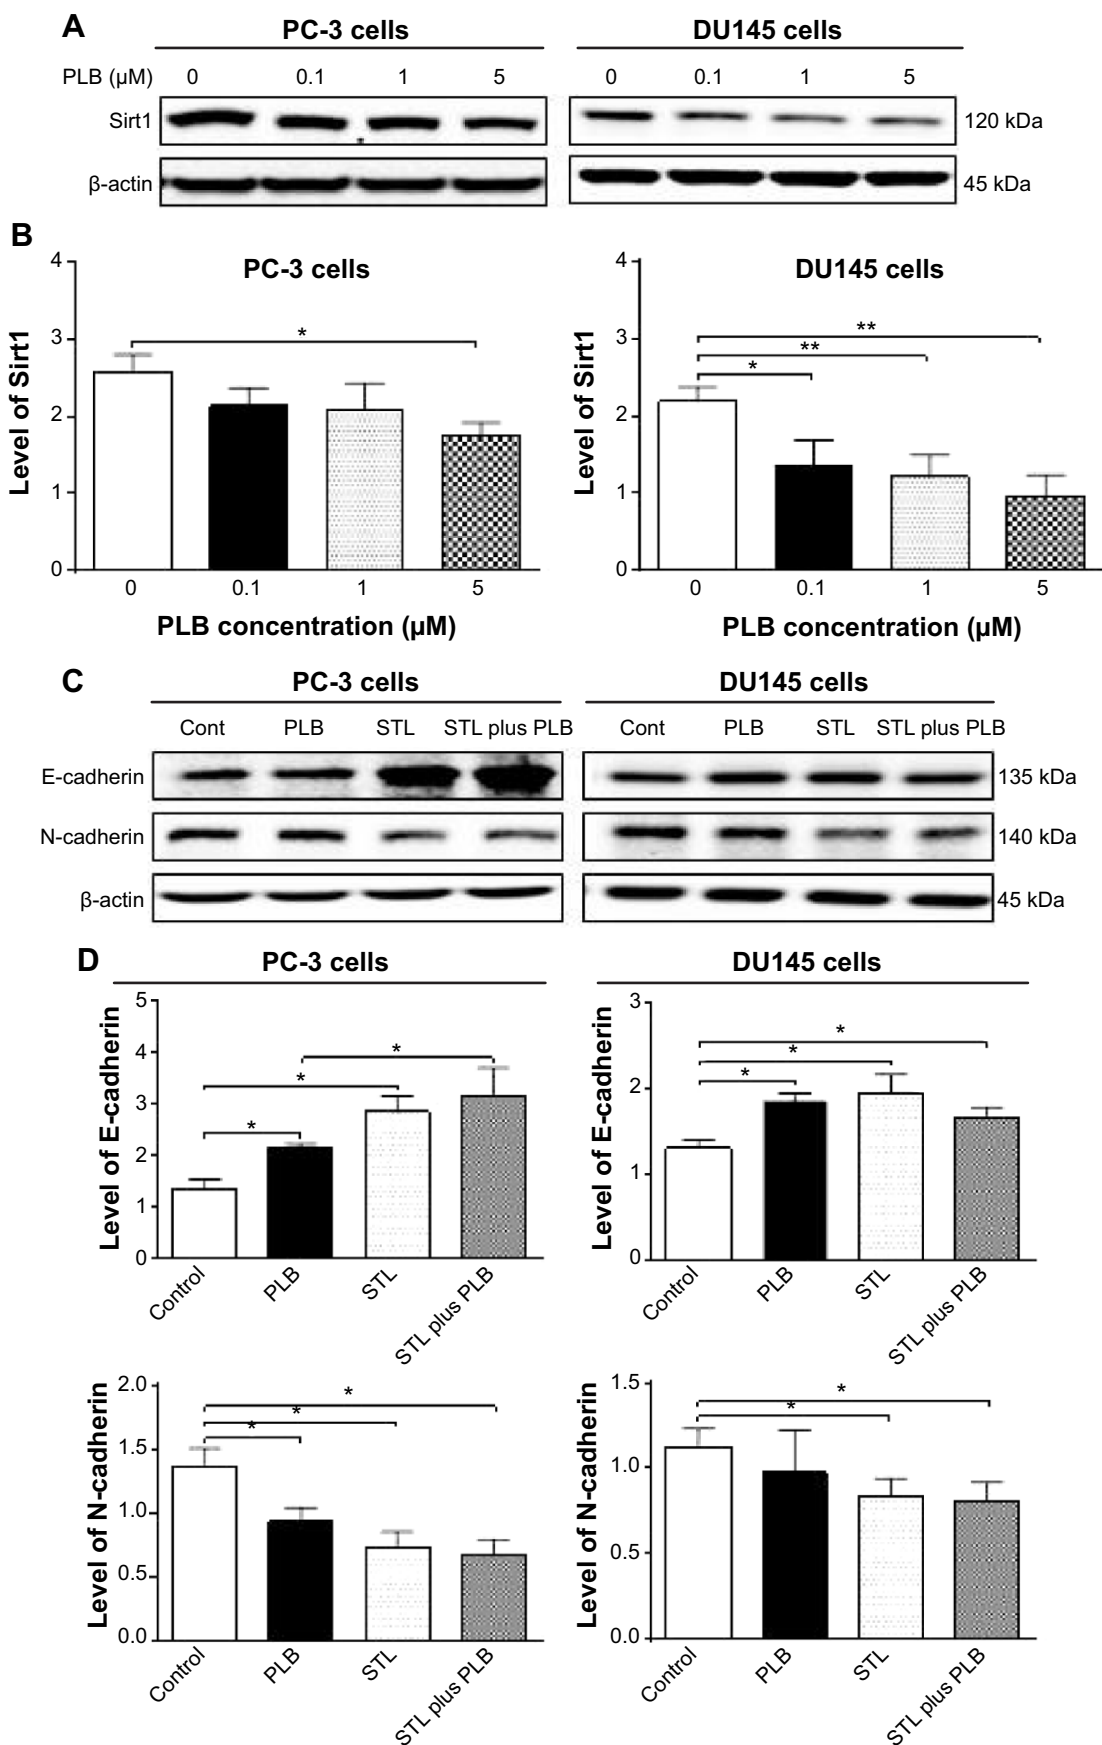 A
PC-3 cells
DU145 cells
PLB (µM) 0 0.1 1 5 0 0.1 1 5
Sirt1 120 kDa
β-actin 45 kDa
B
PC-3 cells
DU145 cells
Level of Sirt1
4
3
2
1
0
*
0 0.1 1 5
PLB concentration (µM)
Level of Sirt1
4
3
2
1
0
**
**
*
0 0.1 1 5
PLB concentration (µM)
C
PC-3 cells
DU145 cells
Cont PLB STL STL plus PLB Cont PLB STL STL plus PLB
E-cadherin 135 kDa
N-cadherin 140 kDa
β-actin 45 kDa
D
PC-3 cells
DU145 cells
Level of E-cadherin
5
4
3
2
1
0
*
*
*
Control PLB STL STL plus PLB
Level of E-cadherin
3
2
1
0
*
*
*
Control PLB STL STL plus PLB
Level of N-cadherin
2.0
1.5
1.0
0.5
0.0
*
*
*
Control PLB STL STL plus PLB
Level of N-cadherin
1.5
1.0
0.5
0.0
*
*
Control PLB STL STL plus PLB